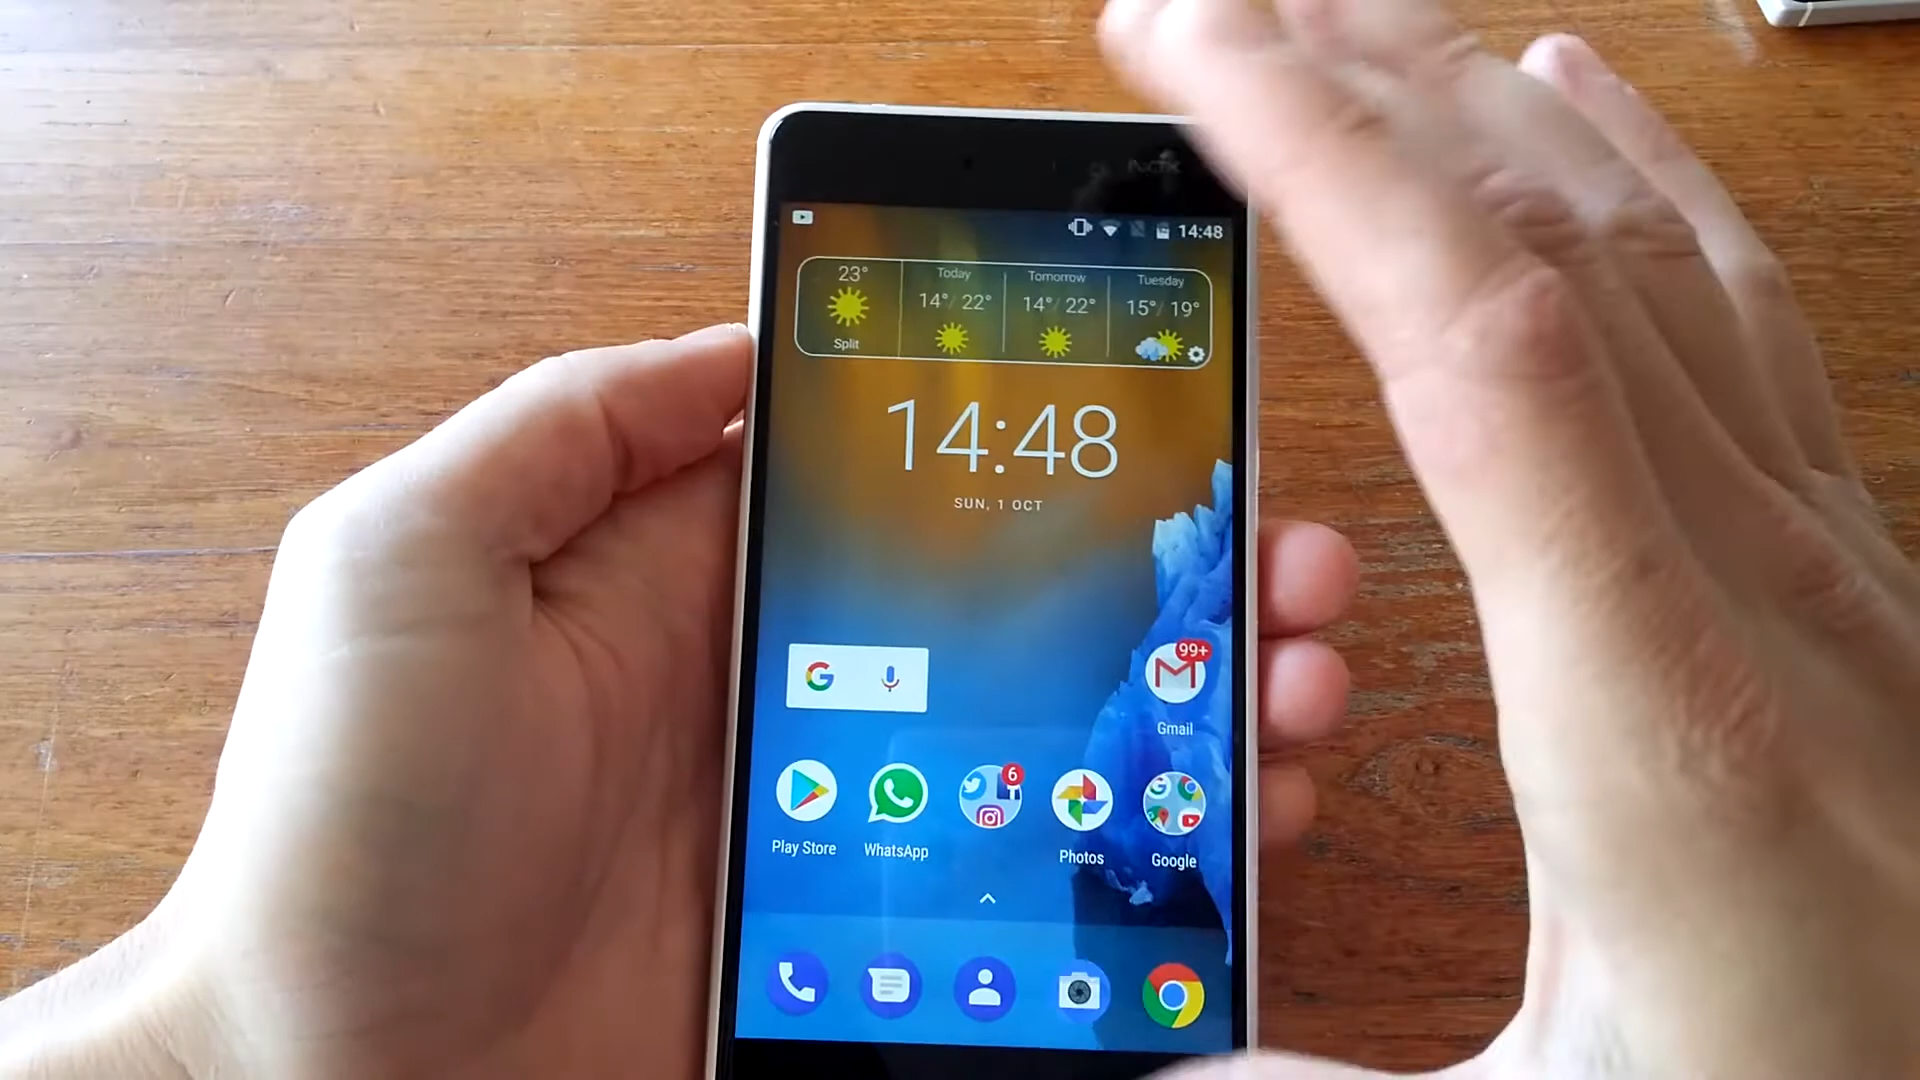 14:48
23°
Split
Today
14°/ 22°
Tomorrow
14°/ 22°
Tuesday
15°/ 19°
14:48
SUN, 1 OCT
G
99+
Gmail
6
Play Store
WhatsApp
Photos
Google